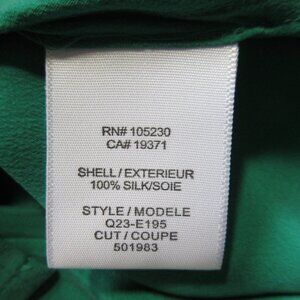 RN# 105230
CA# 19371
SHELL / EXTERIEUR
100% SILK/SOIE
STYLE / MODELE
Q23-E195
CUT / COUPE
501983